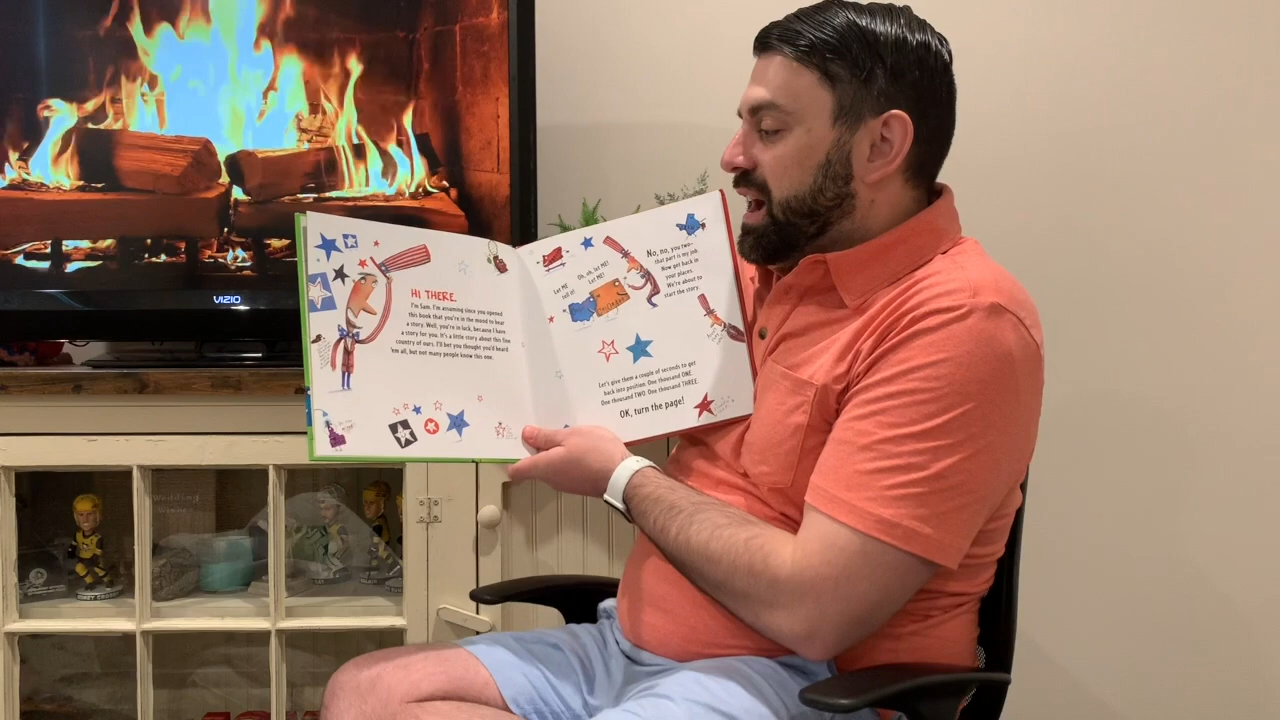 VIZIO
HI THERE.
I'm Sam. I'm assuming since you opened
this book that you're in the mood to hear
a story. Well, you're in luck, because I have
a story for you. It's a little story about this fine
country of ours. I'll bet you thought you'd heard
'em all, but not many people know this one.
Let ME
tell it!
Oh, oh, let ME!
Let ME!
No, no, you two–
that part is my job.
Now get back in
your places.
We're about to
start the story.
Let's give them a couple of seconds to get
back into position. One thousand ONE.
One thousand TWO. One thousand THREE.
OK, turn the page!
Wedding
Wishes